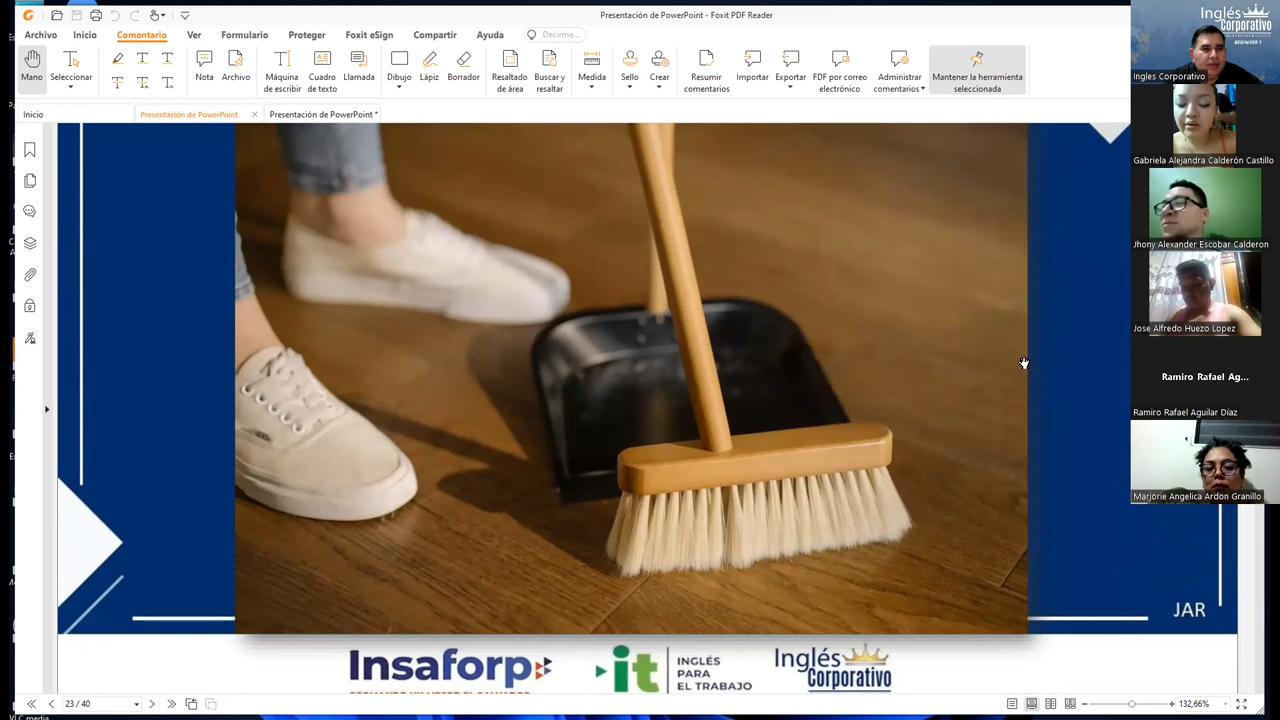 Presentación de PowerPoint - Foxit PDF Reader
Archivo Inicio Comentario Ver Formulario Proteger Foxit eSign Compartir Ayuda Decirme...
Mano
Seleccionar
Nota
Archivo
Máquina de escribir
Cuadro de texto
Llamada
Dibujo
Lápiz
Borrador
Resaltado de área
Buscar y resaltar
Medida
Sello
Crear
Resumir comentarios
Importar
Exportar
PDF por correo electrónico
Administrar comentarios
Mantener la herramienta seleccionada
Inicio
Presentación de PowerPoint
Presentación de PowerPoint *
JAR
Insaforp
it
INGLÉS
PARA
EL TRABAJO
Inglés
Corporativo
23 / 40
132,66%
Inglés
Corporativo
BEGINNER 1
Ingles Corporativo
Gabriela Alejandra Calderón Castillo
Jhony Alexander Escobar Calderon
Jose Alfredo Huezo Lopez
Ramiro Rafael Ag...
Ramiro Rafael Aguilar Díaz
Marjorie Angelica Ardon Granillo